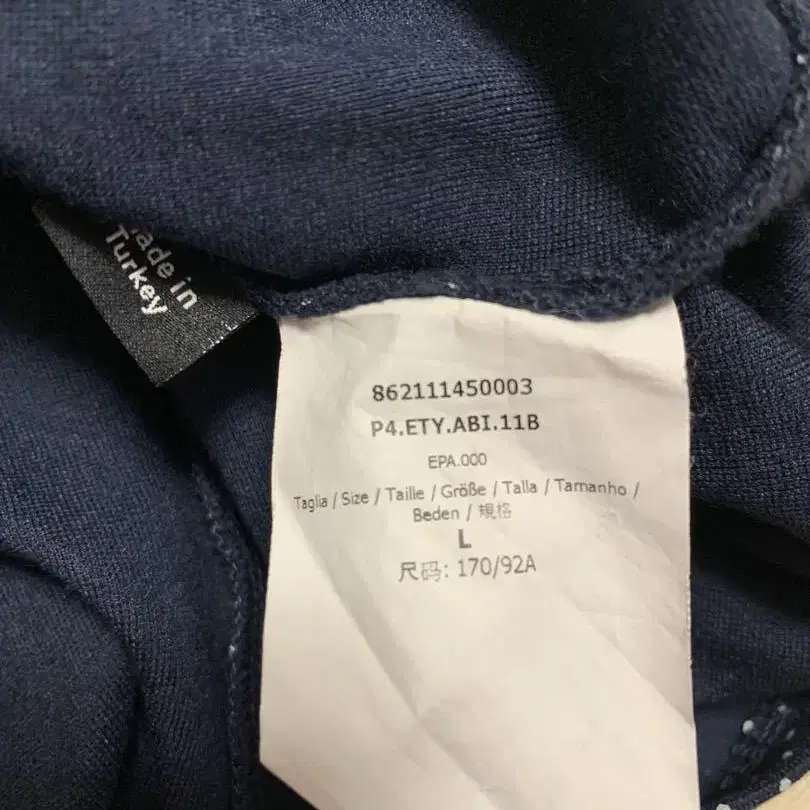 Made in
Turkey
862111450003
P4.ETY.ABI.11B
EPA.000
Taglia / Size / Taille / Größe / Talla / Tamanho /
Beden / 規格
L
尺码: 170/92A